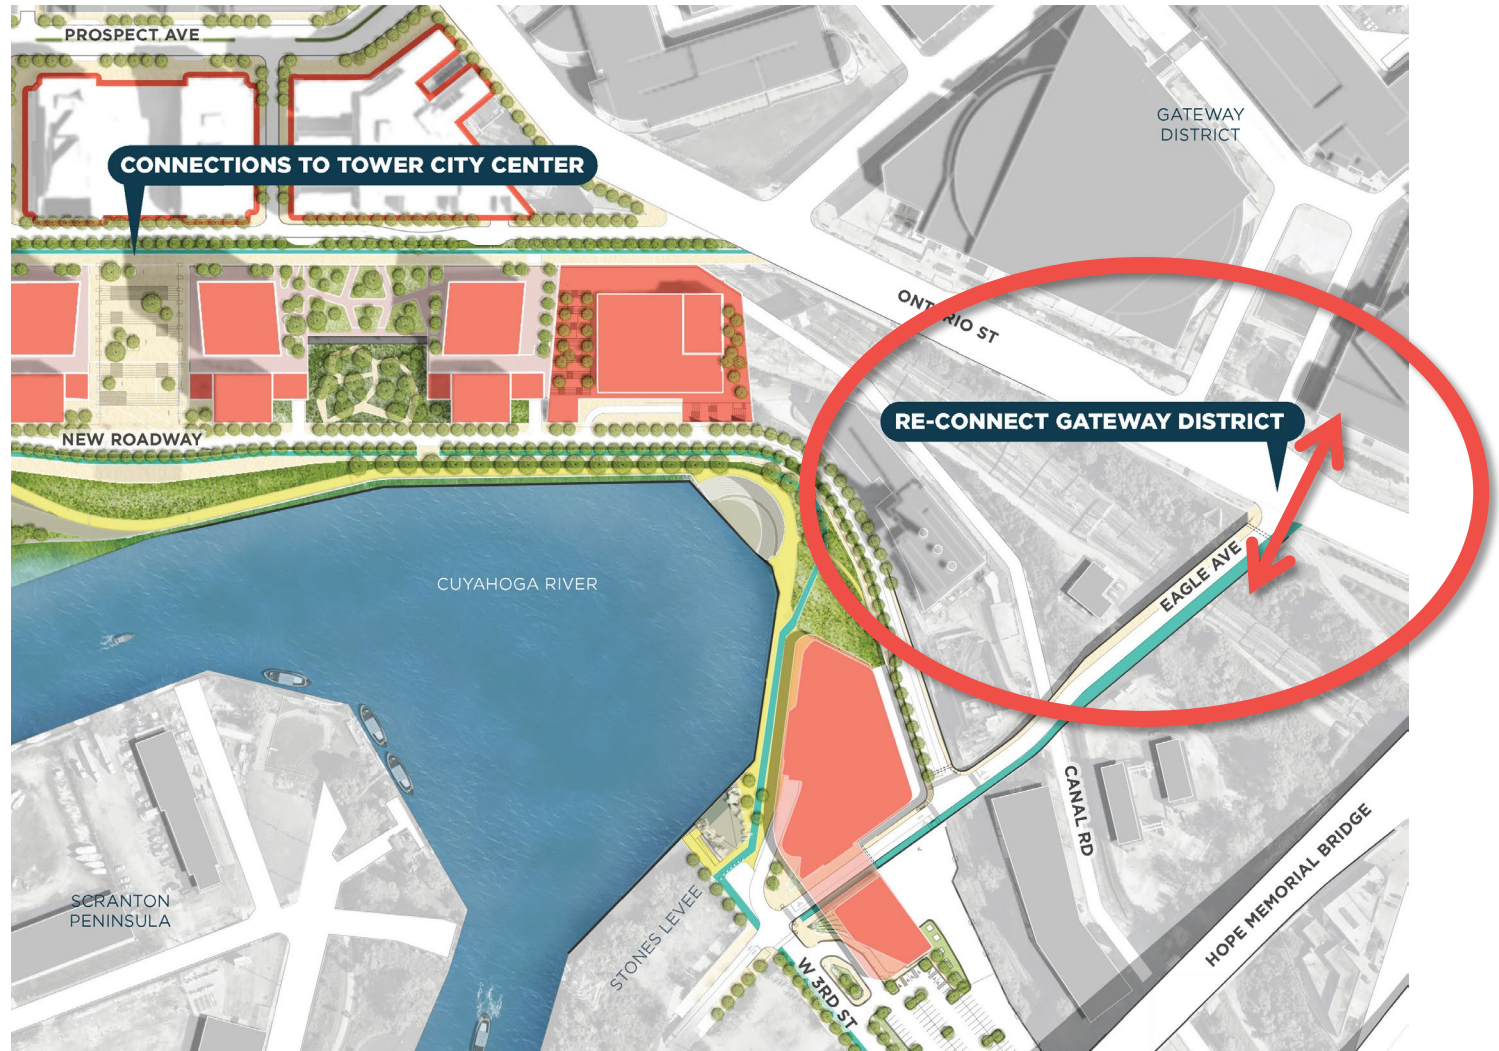 PROSPECT AVE
GATEWAY
DISTRICT
CONNECTIONS TO TOWER CITY CENTER
ONTARIO ST
RE-CONNECT GATEWAY DISTRICT
NEW ROADWAY
CUYAHOGA RIVER
EAGLE AVE
CANAL RD
HOPE MEMORIAL BRIDGE
SCRANTON
PENINSULA
STONES LEVEE
W 3RD ST